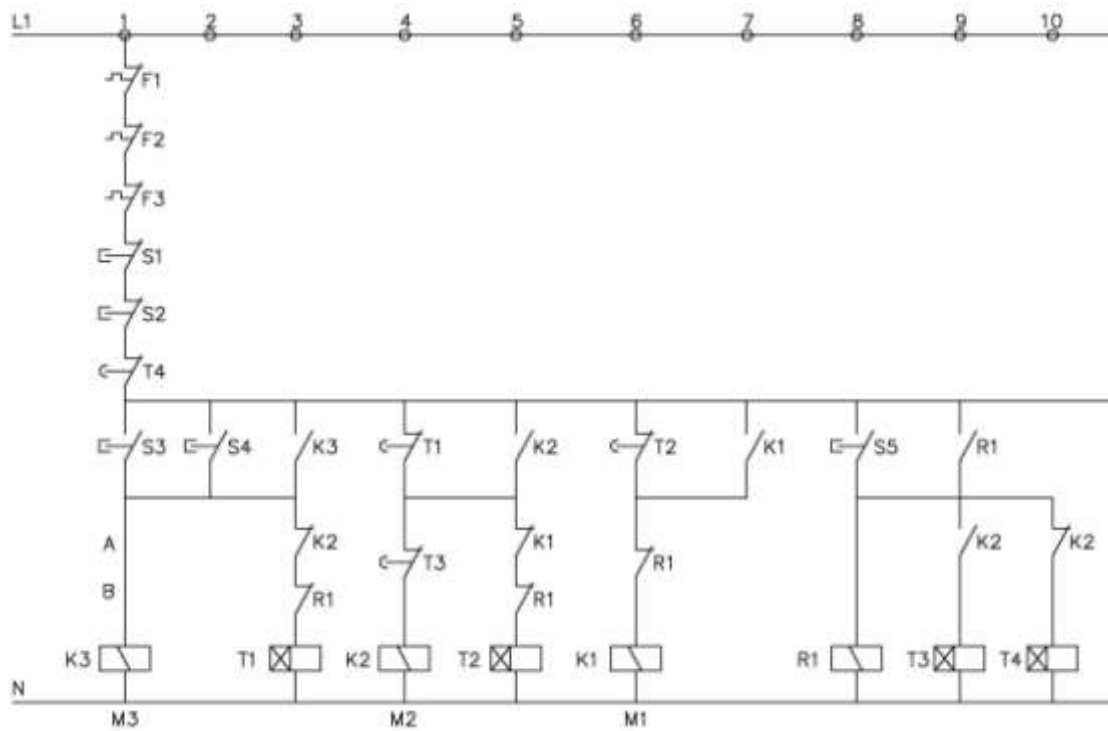 L1 1 2 3 4 5 6 7 8 9 10
F1
F2
F3
S1
S2
T4
S3 S4 K3 T1 K2 T2 K1 S5 R1
A K2 T3 K1 R1 K2 K2
B R1 R1
K3 T1 K2 T2 K1 R1 T3 T4
N
M3 M2 M1